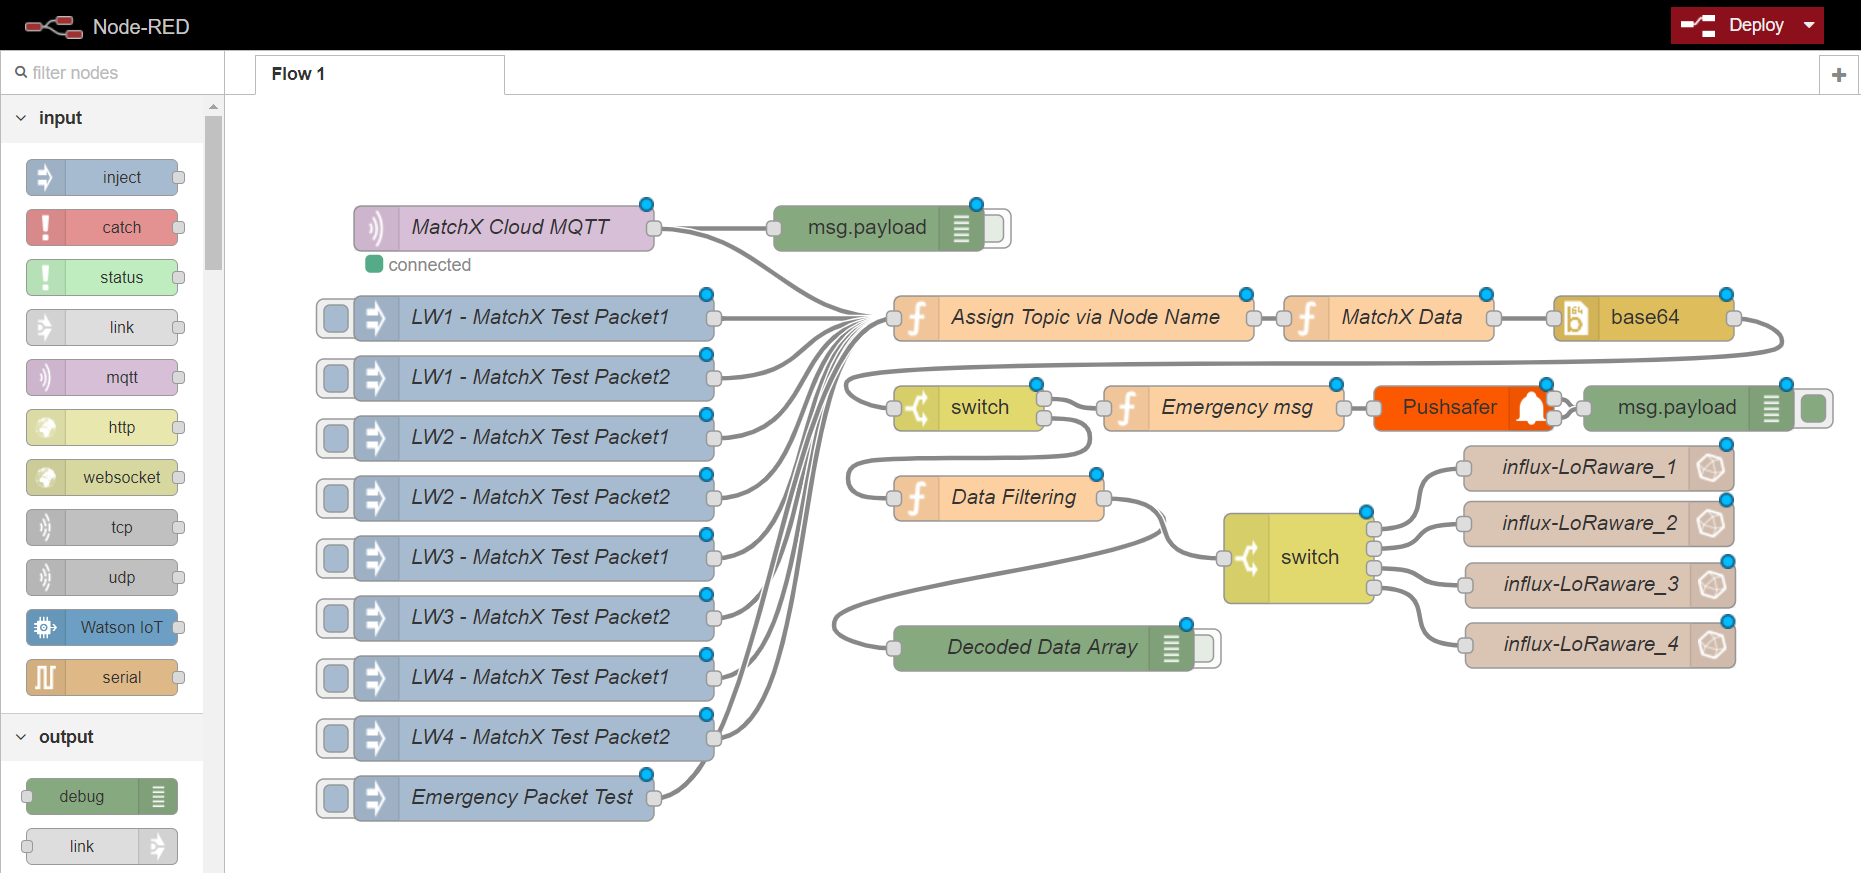 Node-RED
Deploy
filter nodes
Flow 1
input
inject
catch
status
link
mqtt
http
websocket
tcp
udp
Watson IoT
serial
output
debug
link
MatchX Cloud MQTT
connected
msg.payload
LW1 - MatchX Test Packet1
LW1 - MatchX Test Packet2
LW2 - MatchX Test Packet1
LW2 - MatchX Test Packet2
LW3 - MatchX Test Packet1
LW3 - MatchX Test Packet2
LW4 - MatchX Test Packet1
LW4 - MatchX Test Packet2
Emergency Packet Test
Assign Topic via Node Name
MatchX Data
64
b
base64
switch
Emergency msg
Pushsafer
msg.payload
Data Filtering
switch
influx-LoRaware_1
influx-LoRaware_2
influx-LoRaware_3
influx-LoRaware_4
Decoded Data Array